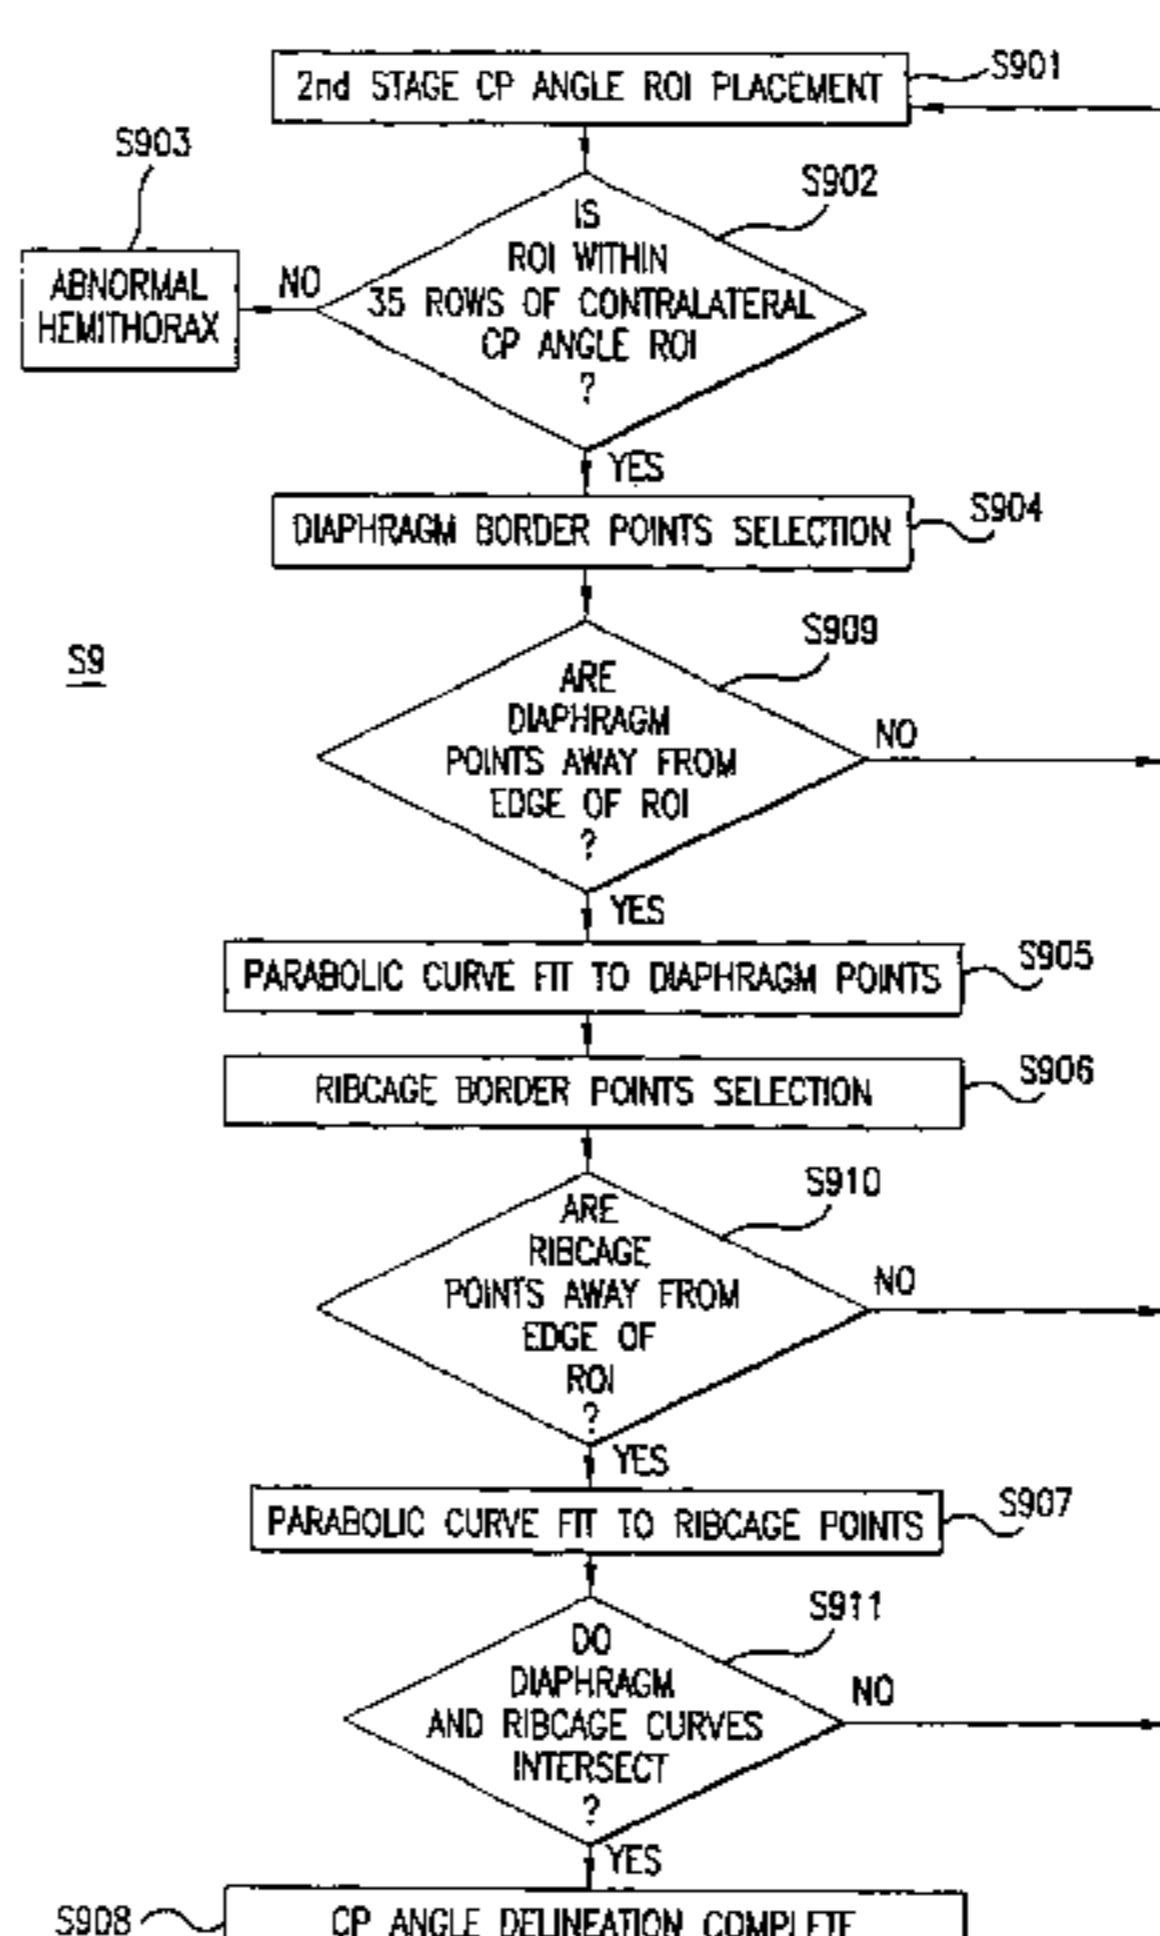 S901
2nd STAGE CP ANGLE ROI PLACEMENT
S903
S902
IS
ROI WITHIN
35 ROWS OF CONTRALATERAL
CP ANGLE ROI
?
NO
ABNORMAL
HEMITHORAX
YES
S904
DIAPHRAGM BORDER POINTS SELECTION
S909
S9
ARE
DIAPHRAGM
POINTS AWAY FROM
EDGE OF ROI
?
NO
YES
S905
PARABOLIC CURVE FIT TO DIAPHRAGM POINTS
S906
RIBCAGE BORDER POINTS SELECTION
S910
ARE
RIBCAGE
POINTS AWAY FROM
EDGE OF
ROI
?
NO
YES
S907
PARABOLIC CURVE FIT TO RIBCAGE POINTS
S911
DO
DIAPHRAGM
AND RIBCAGE CURVES
INTERSECT
?
NO
YES
S908
CP ANGLE DELINEATION COMPLETE